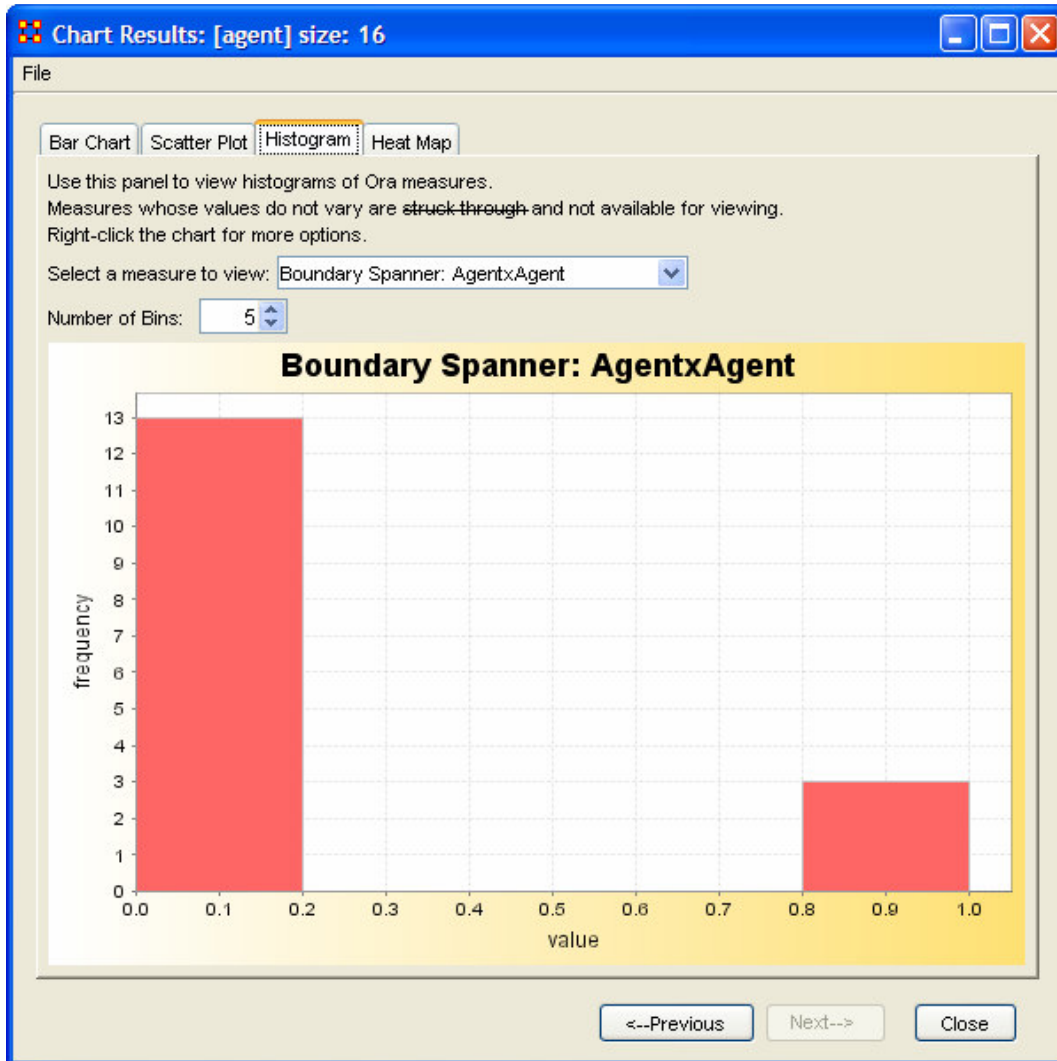 Chart Results: [agent] size: 16
File
Bar Chart Scatter Plot Histogram Heat Map
Use this panel to view histograms of Ora measures.
Measures whose values do not vary are struck through and not available for viewing.
Right-click the chart for more options.
Select a measure to view: Boundary Spanner: AgentxAgent
Number of Bins: 5
Boundary Spanner: AgentxAgent
13
12
11
10
9
8
7
6
5
4
3
2
1
0
frequency
0.0 0.1 0.2 0.3 0.4 0.5 0.6 0.7 0.8 0.9 1.0
value
<--Previous Next--> Close